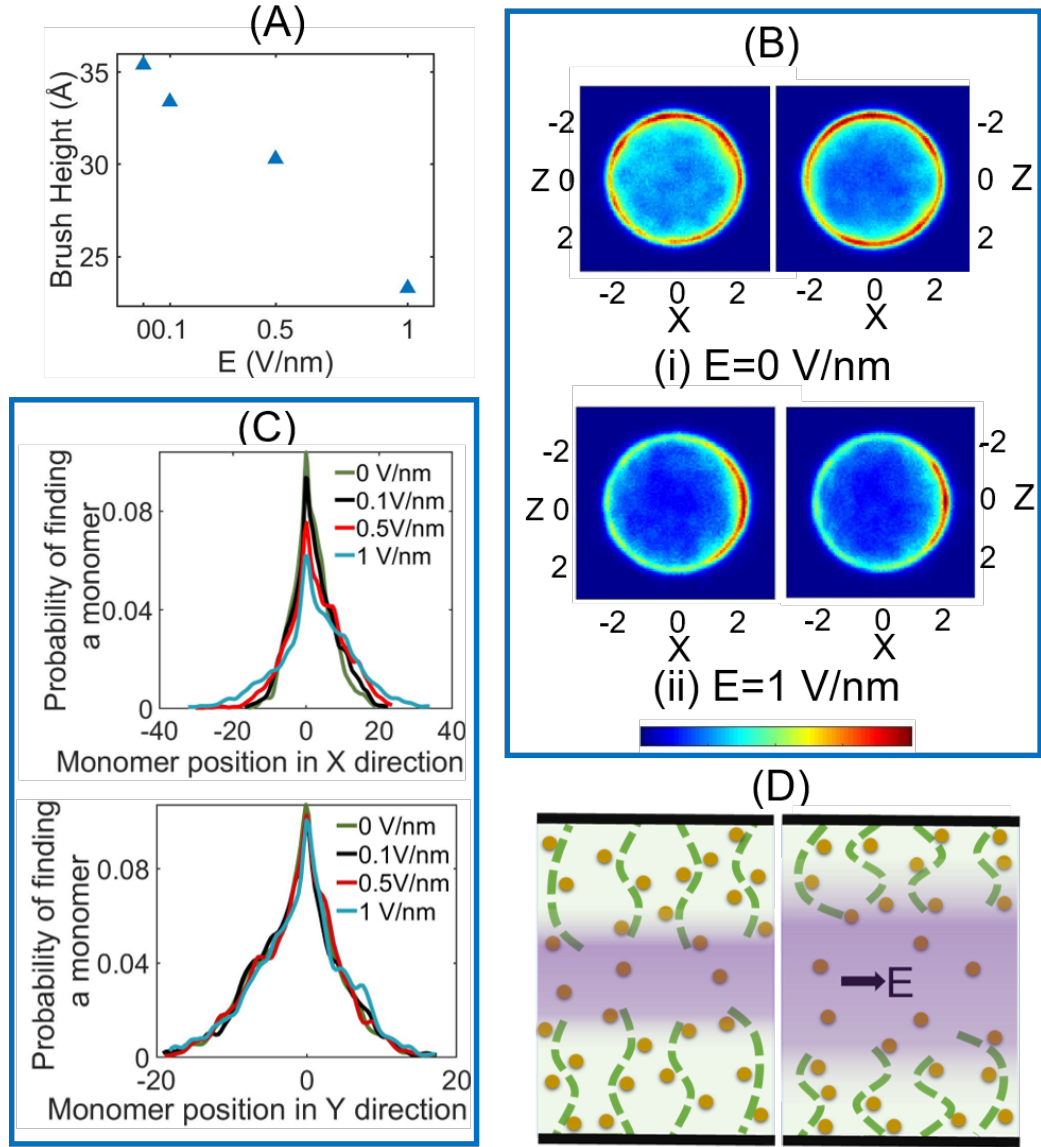 (A)
Brush Height (Å)
35
30
25
00.1 0.5 1
E (V/nm)
(B)
-2 -2
Z 0 0 Z
2 2
-2 0 2 -2 0 2
X X
(i) E=0 V/nm
-2 -2
Z 0 0 Z
2 2
-2 0 2 -2 0 2
X X
(ii) E=1 V/nm
(C)
Probability of finding
a monomer
0.08
0.04
0
0 V/nm
0.1V/nm
0.5V/nm
1 V/nm
-40 -20 0 20 40
Monomer position in X direction
Probability of finding
a monomer
0.08
0.04
0
0 V/nm
0.1V/nm
0.5V/nm
1 V/nm
-20 0 20
Monomer position in Y direction
(D)
E